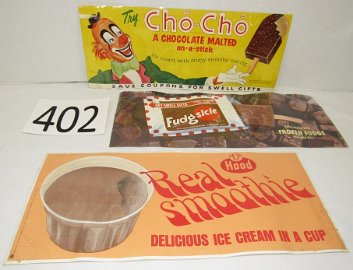 Try Cho-Cho
A CHOCOLATE MALTED
on-a-stick
SAVE COUPONS FOR SWELL GIFTS
402
Fudgsicle
FROZEN FUDGE
Hood
Real
smoothie
DELICIOUS ICE CREAM IN A CUP